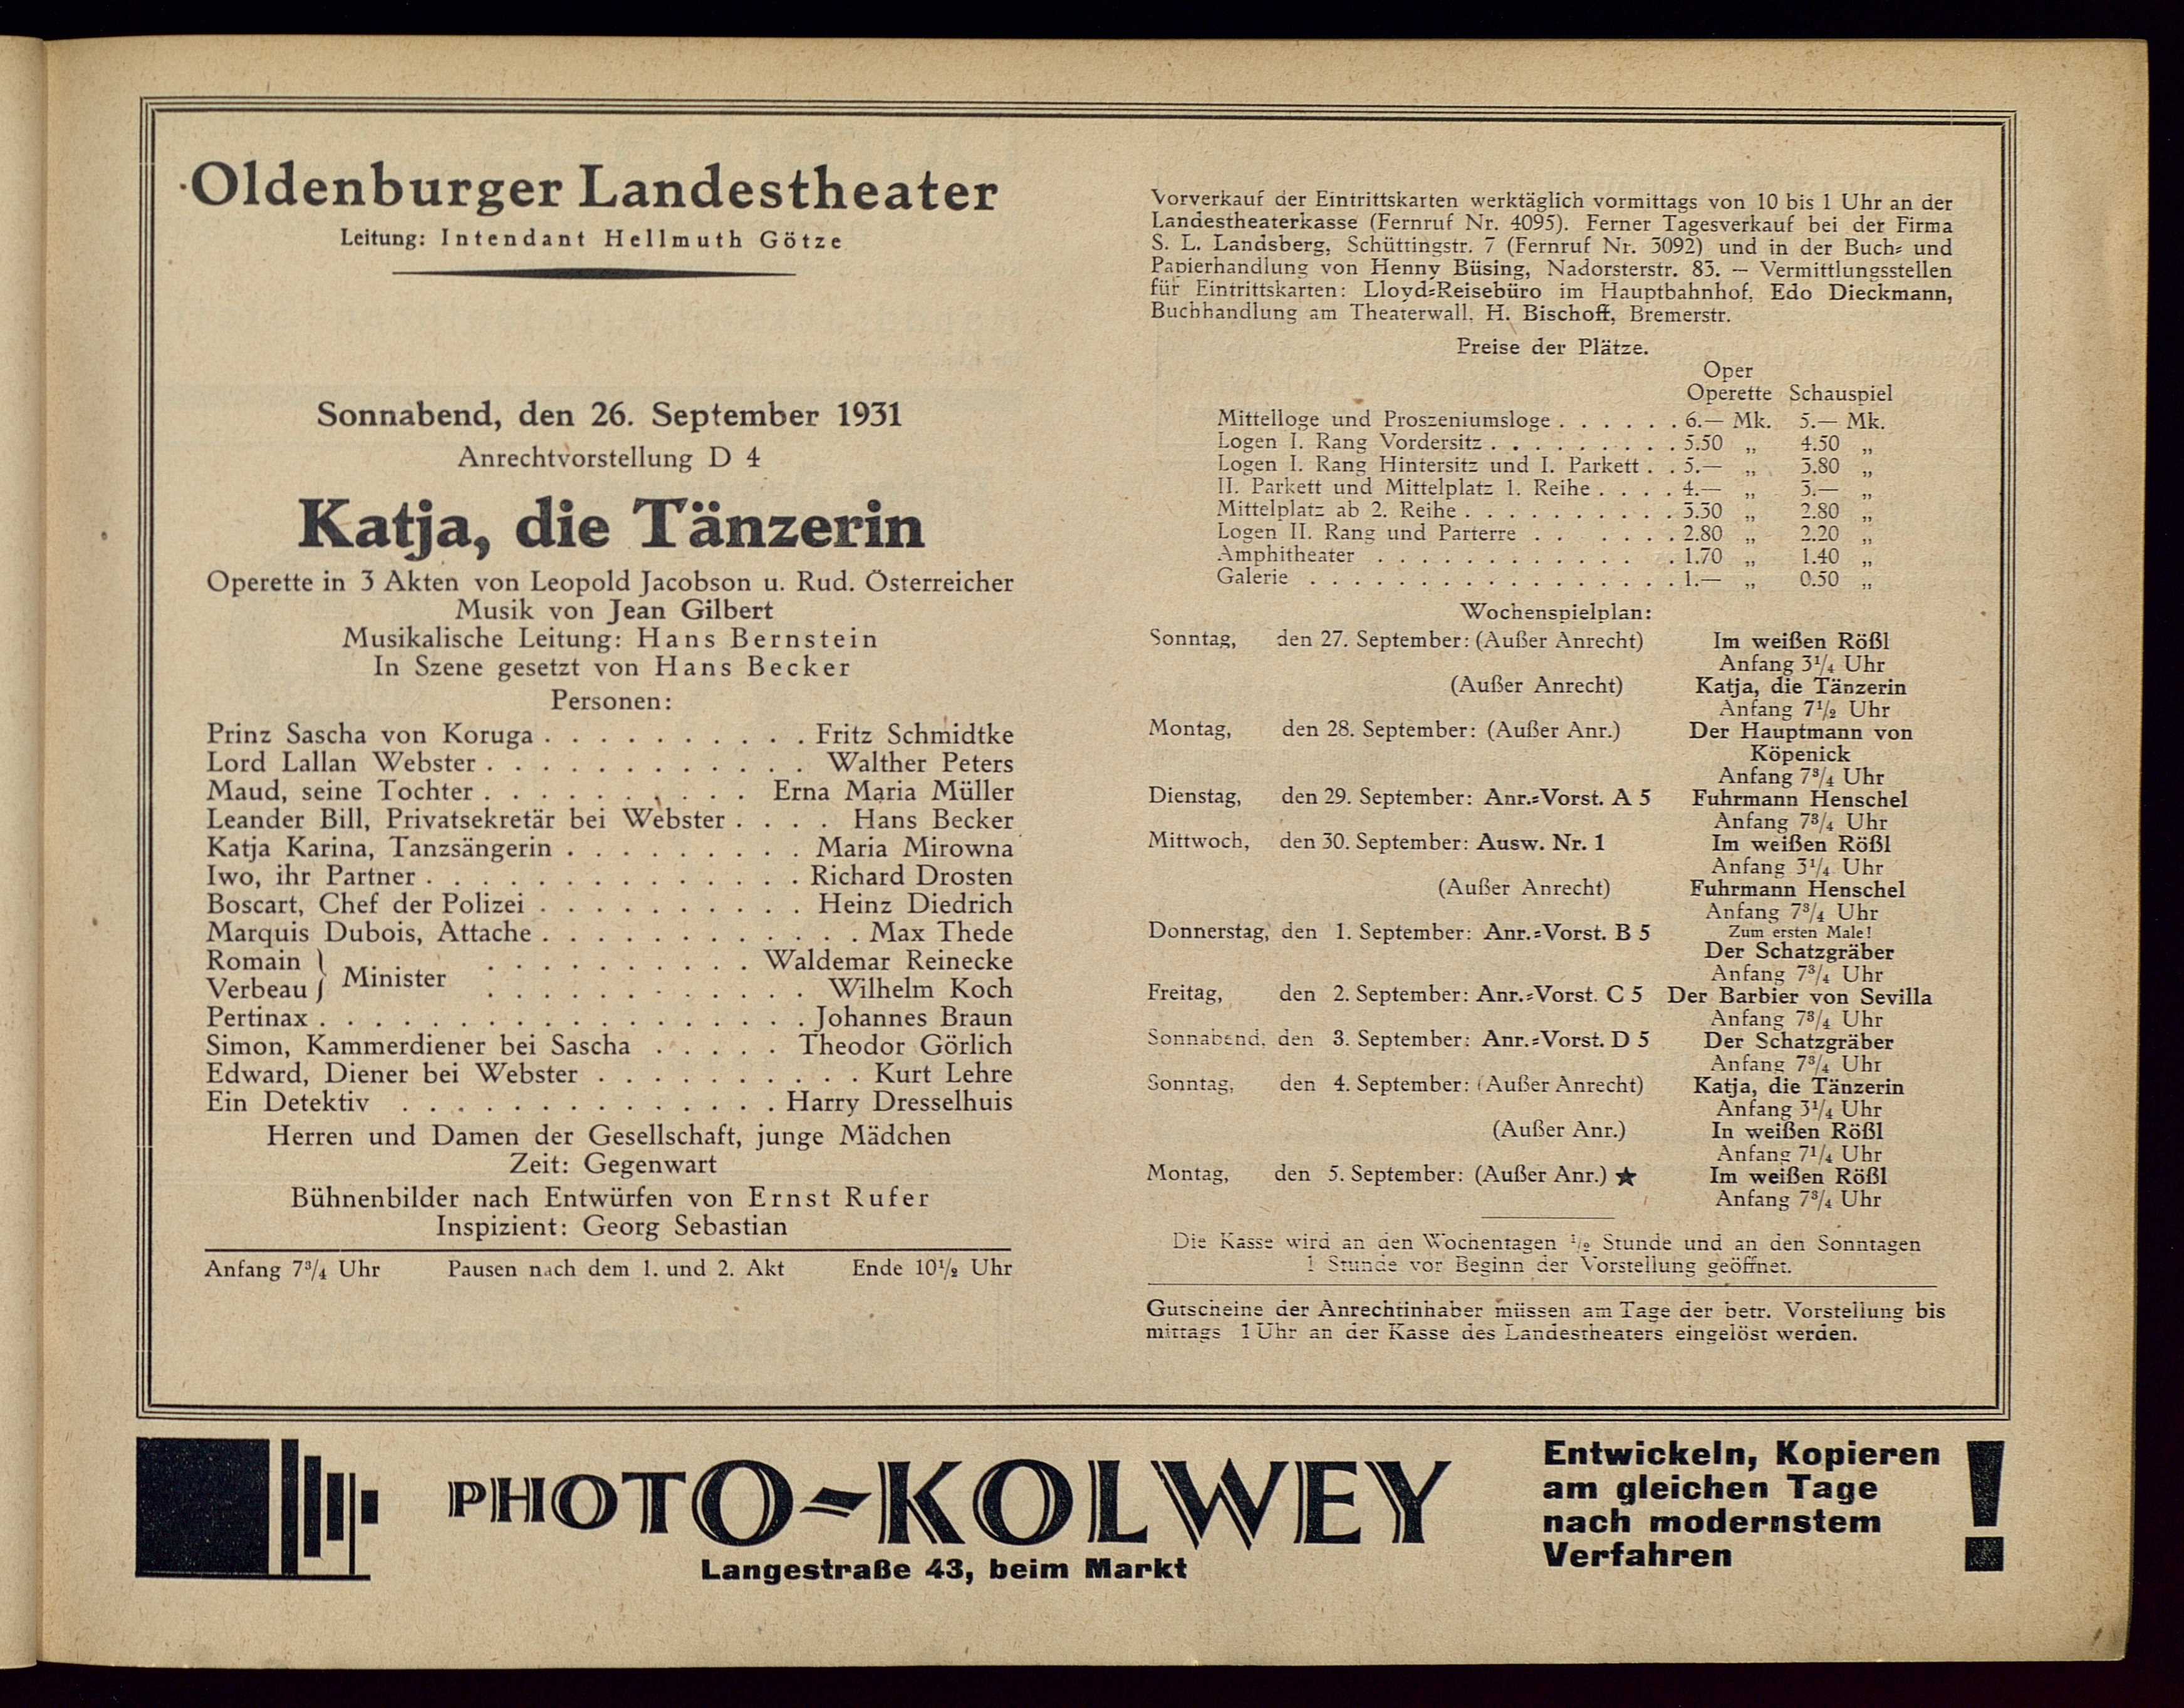 Oldenburger Landestheater
Leitung: Intendant Hellmuth Götze
Sonnabend, den 26. September 1931
Anrechtvorstellung D 4
Katja, die Tänzerin
Operette in 3 Akten von Leopold Jacobson u. Rud. Österreicher
Musik von Jean Gilbert
Musikalische Leitung: Hans Bernstein
In Szene gesetzt von Hans Becker
Personen:
Prinz Sascha von Koruga . . . . . . . . . . Fritz Schmidtke
Lord Lallan Webster . . . . . . . . . . . . Walther Peters
Maud, seine Tochter . . . . . . . . . . Erna Maria Müller
Leander Bill, Privatsekretär bei Webster . . . . Hans Becker
Katja Karina, Tanzsängerin . . . . . . . . . Maria Mirowna
Iwo, ihr Partner . . . . . . . . . . . . . . Richard Drosten
Boscart, Chef der Polizei . . . . . . . . . . Heinz Diedrich
Marquis Dubois, Attache . . . . . . . . . . . . Max Thede
Romain } Minister . . . . . . . . . . Waldemar Reinecke
Verbeau } . . . . . . . . . . . . Wilhelm Koch
Pertinax . . . . . . . . . . . . . . . . . . Johannes Braun
Simon, Kammerdiener bei Sascha . . . . . Theodor Görlich
Edward, Diener bei Webster . . . . . . . . . . Kurt Lehre
Ein Detektiv . . . . . . . . . . . . . . Harry Dresselhuis
Herren und Damen der Gesellschaft, junge Mädchen
Zeit: Gegenwart
Bühnenbilder nach Entwürfen von Ernst Rufer
Inspizient: Georg Sebastian
Anfang 7¾ Uhr Pausen nach dem 1. und 2. Akt Ende 10½ Uhr
Vorverkauf der Eintrittskarten werktäglich vormittags von 10 bis 1 Uhr an der
Landestheaterkasse (Fernruf Nr. 4095). Ferner Tagesverkauf bei der Firma
S. L. Landsberg, Schüttingstr. 7 (Fernruf Nr. 3092) und in der Buch= und
Papierhandlung von Henny Büsing, Nadorsterstr. 83. — Vermittlungsstellen
für Eintrittskarten: Lloyd=Reisebüro im Hauptbahnhof, Edo Dieckmann,
Buchhandlung am Theaterwall, H. Bischoff, Bremerstr.
Preise der Plätze.
Oper
Operette Schauspiel
Mittelloge und Proszeniumsloge . . . . . . 6.— Mk. 5.— Mk.
Logen I. Rang Vordersitz . . . . . . . . . 5.50 „ 4.50 „
Logen I. Rang Hintersitz und I. Parkett . . 5.— „ 3.80 „
II. Parkett und Mittelplatz 1. Reihe . . . . 4.— „ 3.— „
Mittelplatz ab 2. Reihe . . . . . . . . . . 3.30 „ 2.80 „
Logen II. Rang und Parterre . . . . . . 2.80 „ 2.20 „
Amphitheater . . . . . . . . . . . . 1.70 „ 1.40 „
Galerie . . . . . . . . . . . . . . . . 1.— „ 0.50 „
Wochenspielplan:
Sonntag, den 27. September: (Außer Anrecht) Im weißen Rößl
Anfang 3¼ Uhr
(Außer Anrecht) Katja, die Tänzerin
Anfang 7½ Uhr
Montag, den 28. September: (Außer Anr.) Der Hauptmann von
Köpenick
Anfang 7¾ Uhr
Dienstag, den 29. September: Anr.=Vorst. A 5 Fuhrmann Henschel
Anfang 7¾ Uhr
Mittwoch, den 30. September: Ausw. Nr. 1 Im weißen Rößl
Anfang 3¼ Uhr
(Außer Anrecht) Fuhrmann Henschel
Anfang 7¾ Uhr
Donnerstag, den 1. September: Anr.=Vorst. B 5 Zum ersten Male!
Der Schatzgräber
Anfang 7¾ Uhr
Freitag, den 2. September: Anr.=Vorst. C 5 Der Barbier von Sevilla
Anfang 7¾ Uhr
Sonnabend, den 3. September: Anr.=Vorst. D 5 Der Schatzgräber
Anfang 7¾ Uhr
Sonntag, den 4. September: (Außer Anrecht) Katja, die Tänzerin
Anfang 3¼ Uhr
(Außer Anr.) In weißen Rößl
Anfang 7¼ Uhr
Montag, den 5. September: (Außer Anr.) ★ Im weißen Rößl
Anfang 7¾ Uhr
Die Kasse wird an den Wochentagen ½ Stunde und an den Sonntagen
1 Stunde vor Beginn der Vorstellung geöffnet.
Gutscheine der Anrechtinhaber müssen am Tage der betr. Vorstellung bis
mittags 1 Uhr an der Kasse des Landestheaters eingelöst werden.
PHOTO=KOLWEY
Langestraße 43, beim Markt
Entwickeln, Kopieren
am gleichen Tage
nach modernstem
Verfahren
!